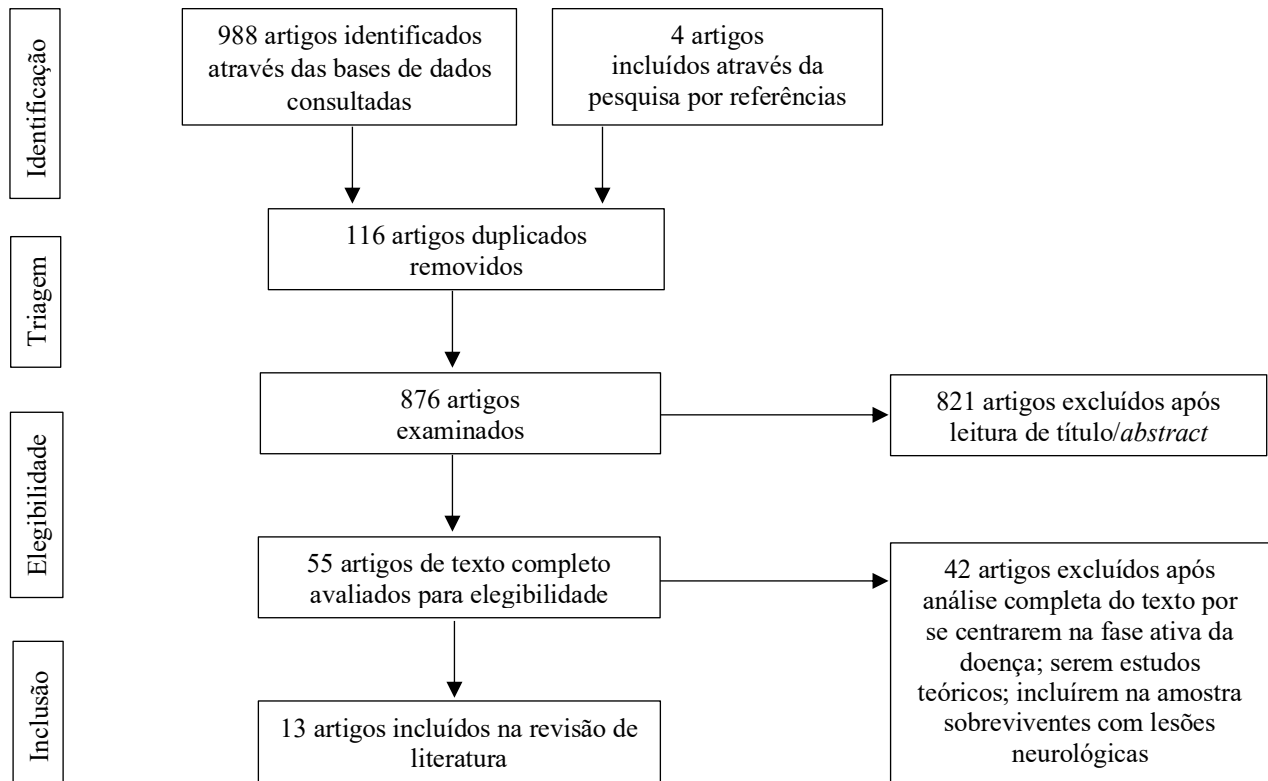 Identificação
988 artigos identificados
através das bases de dados
consultadas
4 artigos
incluídos através da
pesquisa por referências
Triagem
116 artigos duplicados
removidos
876 artigos
examinados
821 artigos excluídos após
leitura de título/abstract
Elegibilidade
55 artigos de texto completo
avaliados para elegibilidade
42 artigos excluídos após
análise completa do texto por
se centrarem na fase ativa da
doença; serem estudos
teóricos; incluírem na amostra
sobreviventes com lesões
neurológicas
Inclusão
13 artigos incluídos na revisão de
literatura